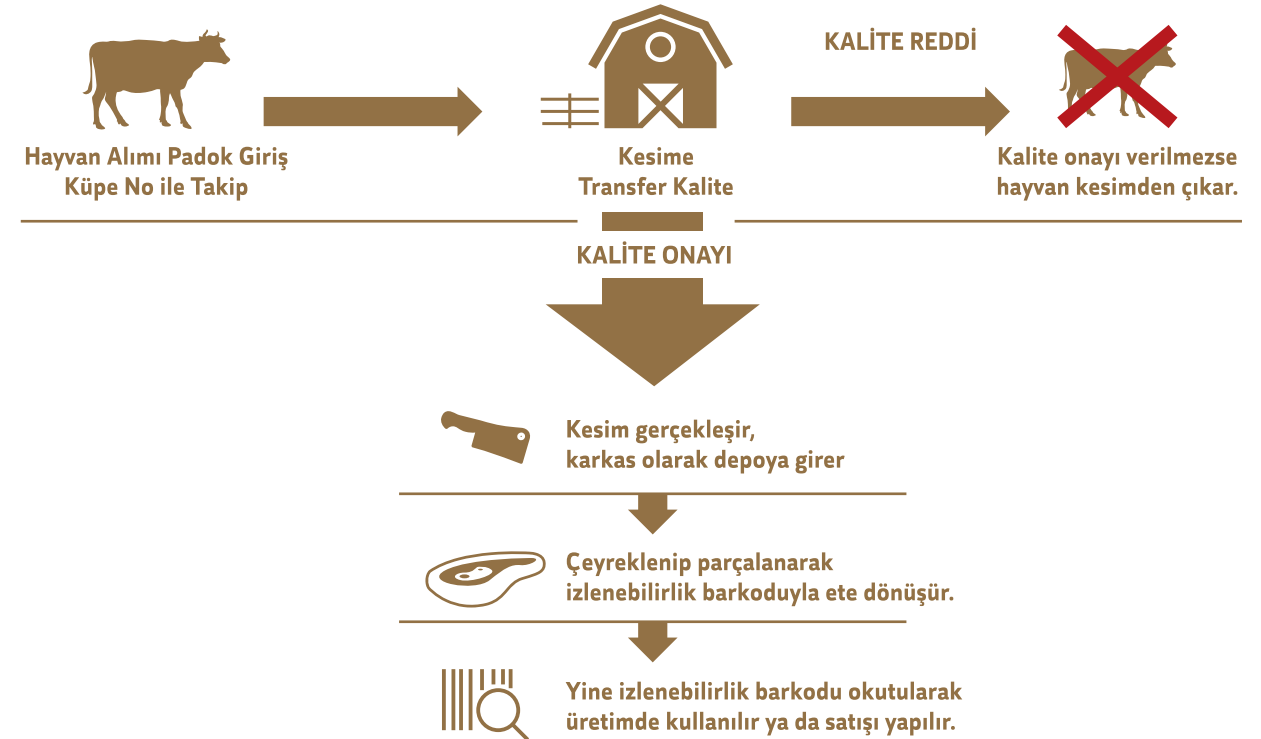 Hayvan Alımı Padok Giriş
Küpe No ile Takip
Kesime
Transfer Kalite
KALİTE REDDİ
Kalite onayı verilmezse
hayvan kesimden çıkar.
KALİTE ONAYI
Kesim gerçekleşir,
karkas olarak depoya girer
Çeyreklenip parçalanarak
izlenebilirlik barkoduyla ete dönüşür.
Yine izlenebilirlik barkodu okutularak
üretimde kullanılır ya da satışı yapılır.